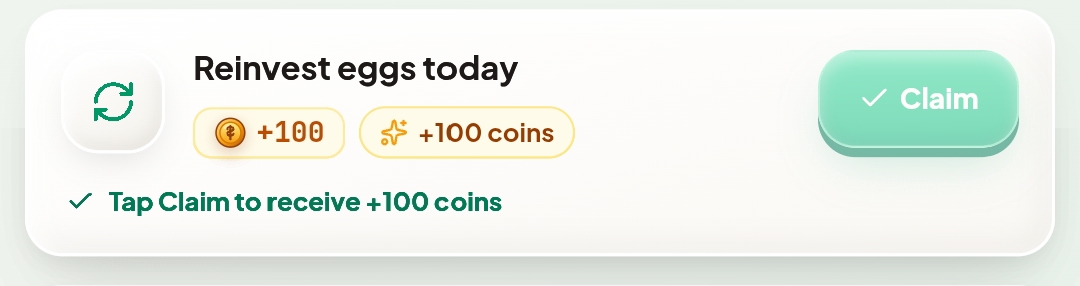 Reinvest eggs today
+100
+100 coins
Claim
Tap Claim to receive +100 coins